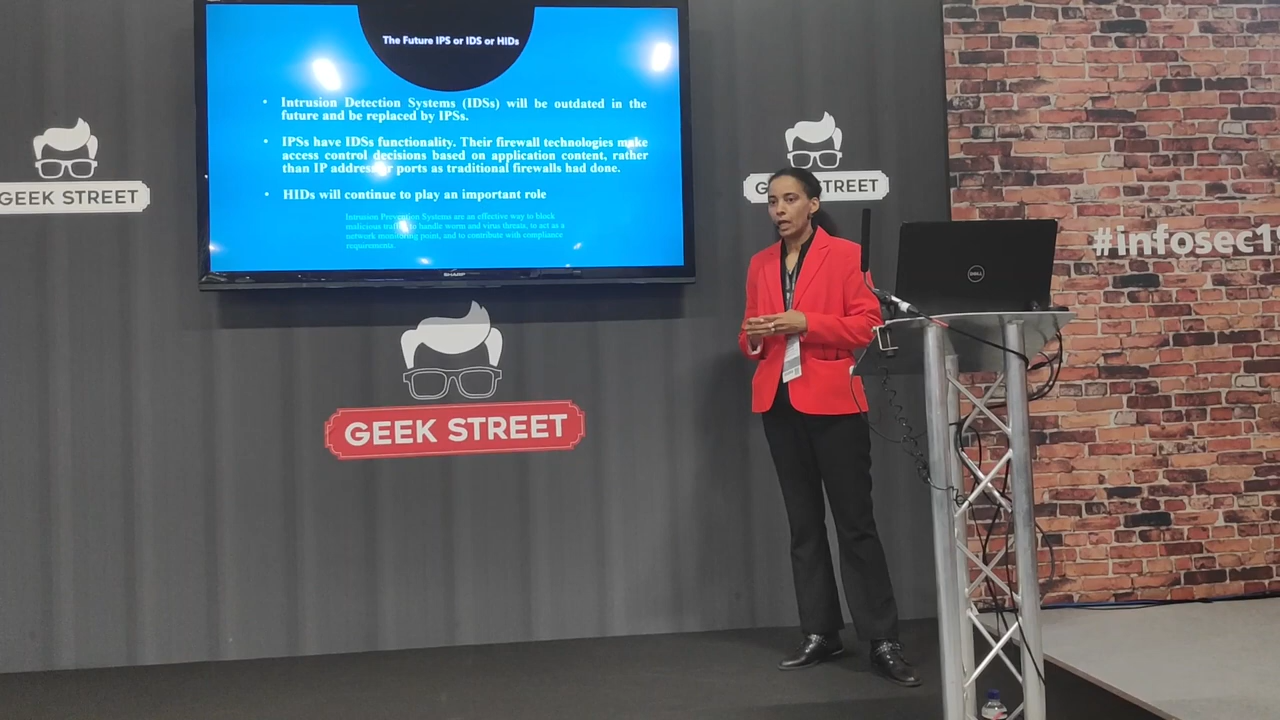 The Future IPS or IDS or HIDs
Intrusion Detection Systems (IDSs) will be outdated in the
future and be replaced by IPSs.
IPSs have IDSs functionality. Their firewall technologies make
access control decisions based on application content, rather
than IP address or ports as traditional firewalls had done.
HIDs will continue to play an important role
Intrusion Prevention Systems are an effective way to block
malicious traffic, to handle worm and virus threats, to act as a
network monitoring point, and to contribute with compliance
requirements.
SHARP
GEEK STREET
GEEK STREET
GEEK STREET
DELL
#infosec1